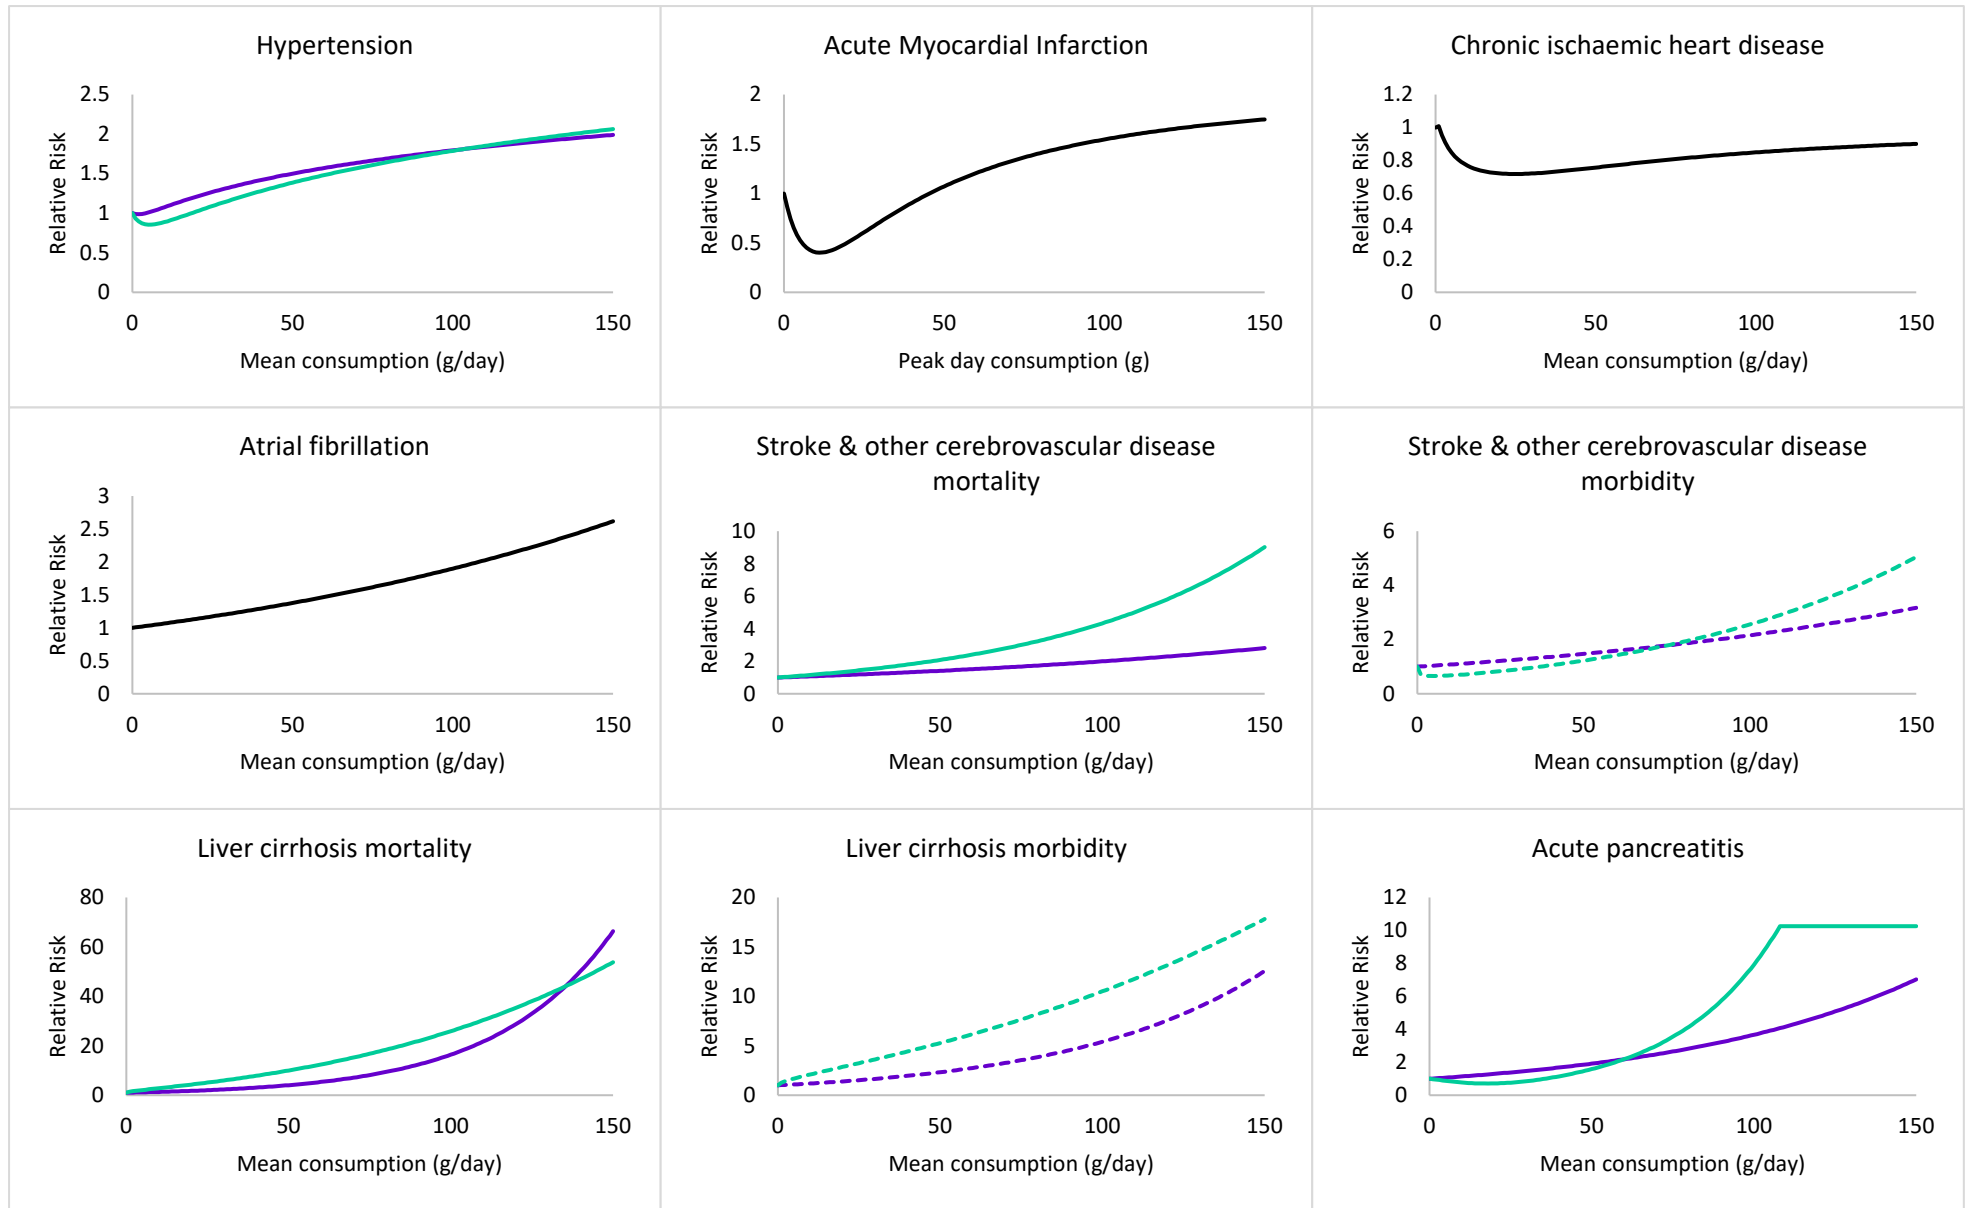 Hypertension
2.5
2
1.5
1
0.5
0
0 50 100 150
Relative Risk
Mean consumption (g/day)
Acute Myocardial Infarction
2
1.5
1
0.5
0
0 50 100 150
Relative Risk
Peak day consumption (g)
Chronic ischaemic heart disease
1.2
1
0.8
0.6
0.4
0.2
0
0 50 100 150
Relative Risk
Mean consumption (g/day)
Atrial fibrillation
3
2.5
2
1.5
1
0.5
0
0 50 100 150
Relative Risk
Mean consumption (g/day)
Stroke & other cerebrovascular disease
mortality
10
8
6
4
2
0
0 50 100 150
Relative Risk
Mean consumption (g/day)
Stroke & other cerebrovascular disease
morbidity
6
4
2
0
0 50 100 150
Relative Risk
Mean consumption (g/day)
Liver cirrhosis mortality
80
60
40
20
0
0 50 100 150
Relative Risk
Mean consumption (g/day)
Liver cirrhosis morbidity
20
15
10
5
0
0 50 100 150
Relative Risk
Mean consumption (g/day)
Acute pancreatitis
12
10
8
6
4
2
0
0 50 100 150
Relative Risk
Mean consumption (g/day)